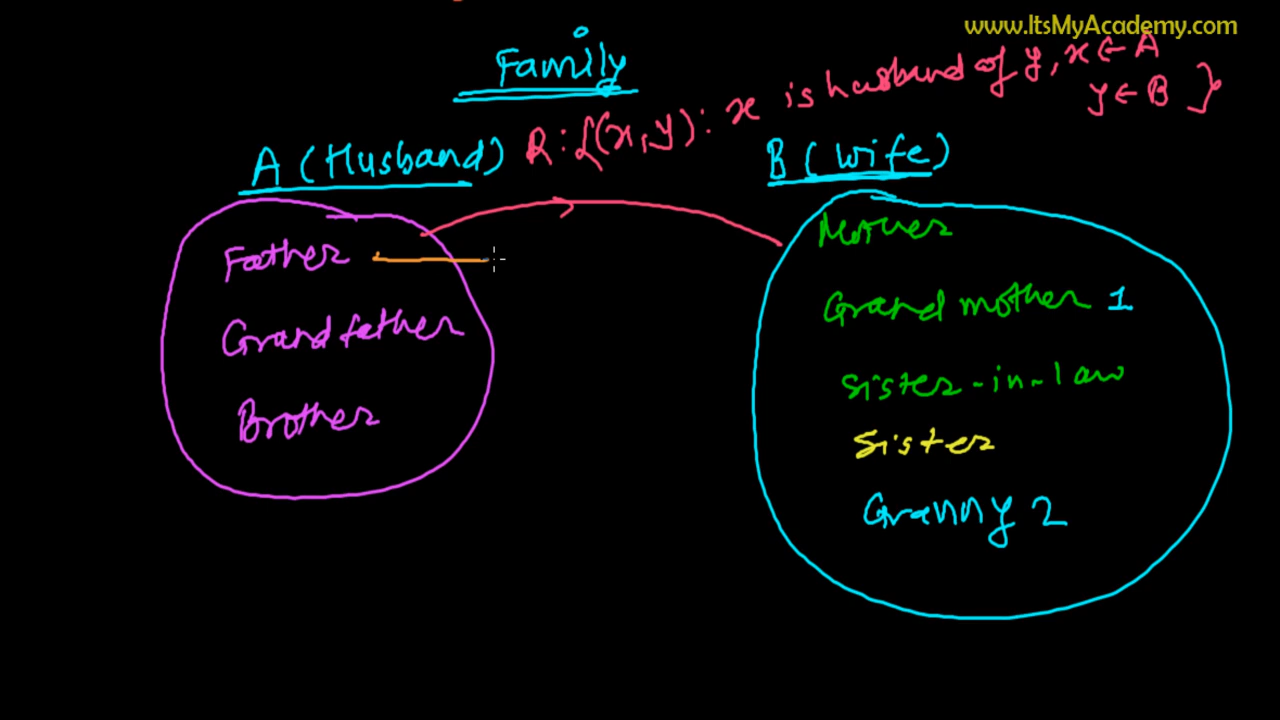 www.ItsMyAcademy.com
Family
R : {(x,y) : x is husband of y, x ∈ A
y ∈ B }
A (Husband)
B (wife)
Father
Grandfather
Brother
Mother
Grand mother 1
Sister-in-law
Sister
Granny 2